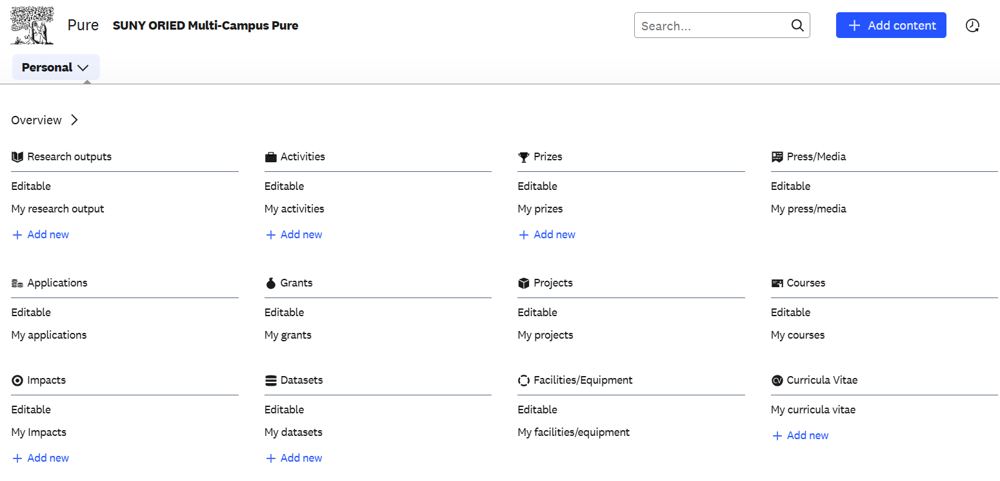 Pure SUNY ORIED Multi-Campus Pure Search... Add content
Personal
Overview
Research outputs
Editable
My research output
Add new
Activities
Editable
My activities
Add new
Prizes
Editable
My prizes
Add new
Press/Media
Editable
My press/media
Applications
Editable
My applications
Grants
Editable
My grants
Projects
Editable
My projects
Courses
Editable
My courses
Impacts
Editable
My Impacts
Add new
Datasets
Editable
My datasets
Add new
Facilities/Equipment
Editable
My facilities/equipment
CV Curricula Vitae
My curricula vitae
Add new